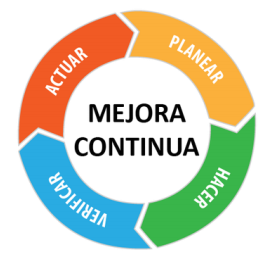 MEJORA
CONTINUA
PLANEAR
HACER
VERIFICAR
ACTUAR